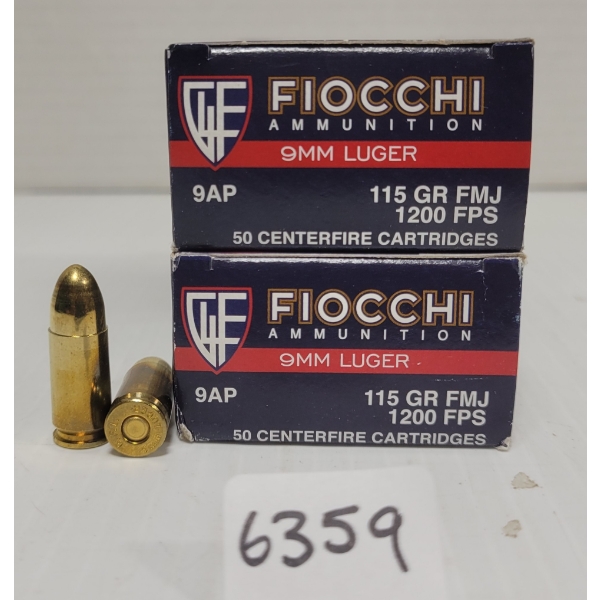 FIOCCHI
AMMUNITION
9MM LUGER
9AP
115 GR FMJ
1200 FPS
50 CENTERFIRE CARTRIDGES
FIOCCHI
AMMUNITION
9MM LUGER
9AP
115 GR FMJ
1200 FPS
50 CENTERFIRE CARTRIDGES
6359